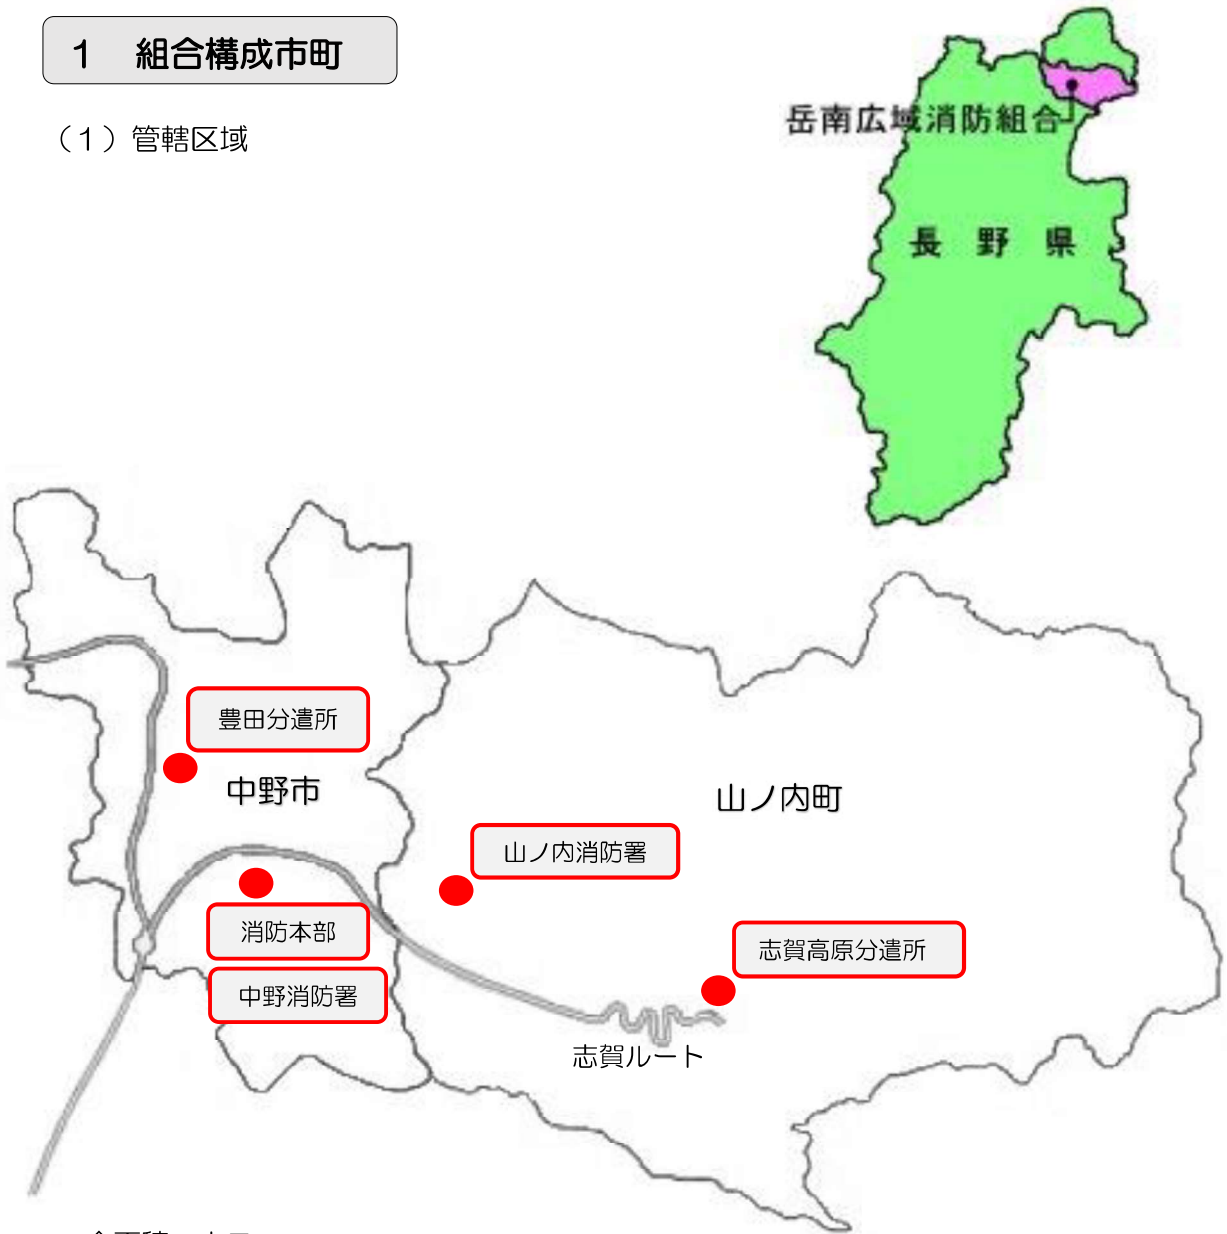 1 組合構成市町
（１）管轄区域
岳南広域消防組合
長 野 県
豊田分遣所
中野市
山ノ内町
山ノ内消防署
消防本部
志賀高原分遣所
中野消防署
志賀ルート